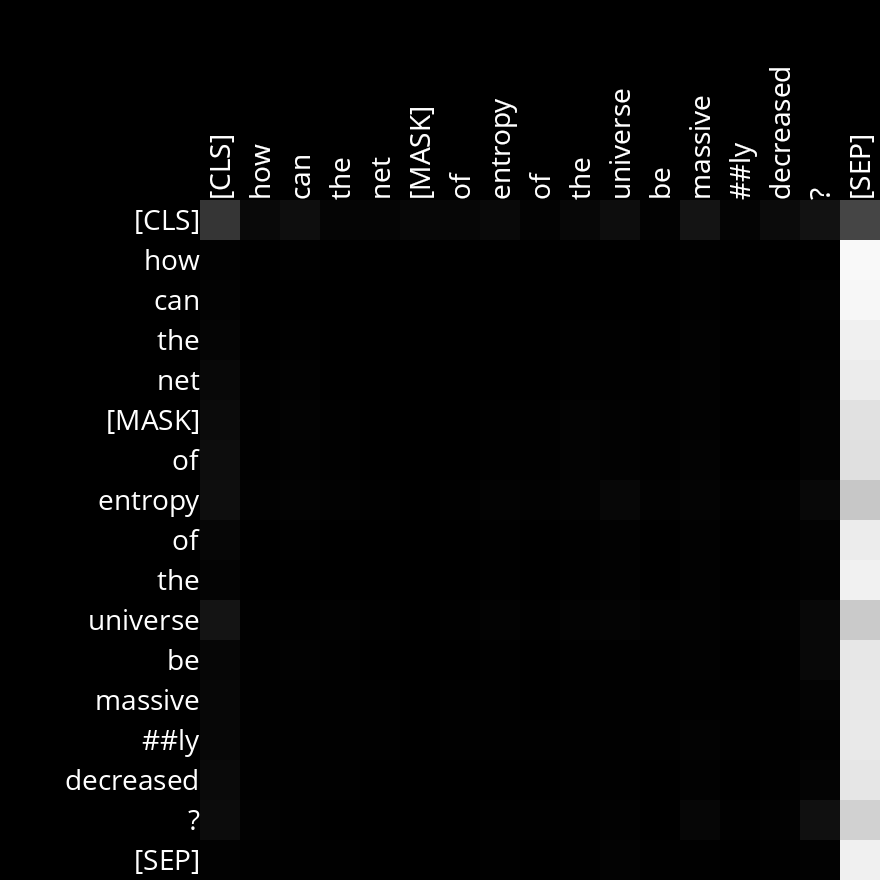 [CLS] how can the net [MASK] of entropy of the universe be massive ##ly decreased ? [SEP]
[CLS]
how
can
the
net
[MASK]
of
entropy
of
the
universe
be
massive
##ly
decreased
?
[SEP]